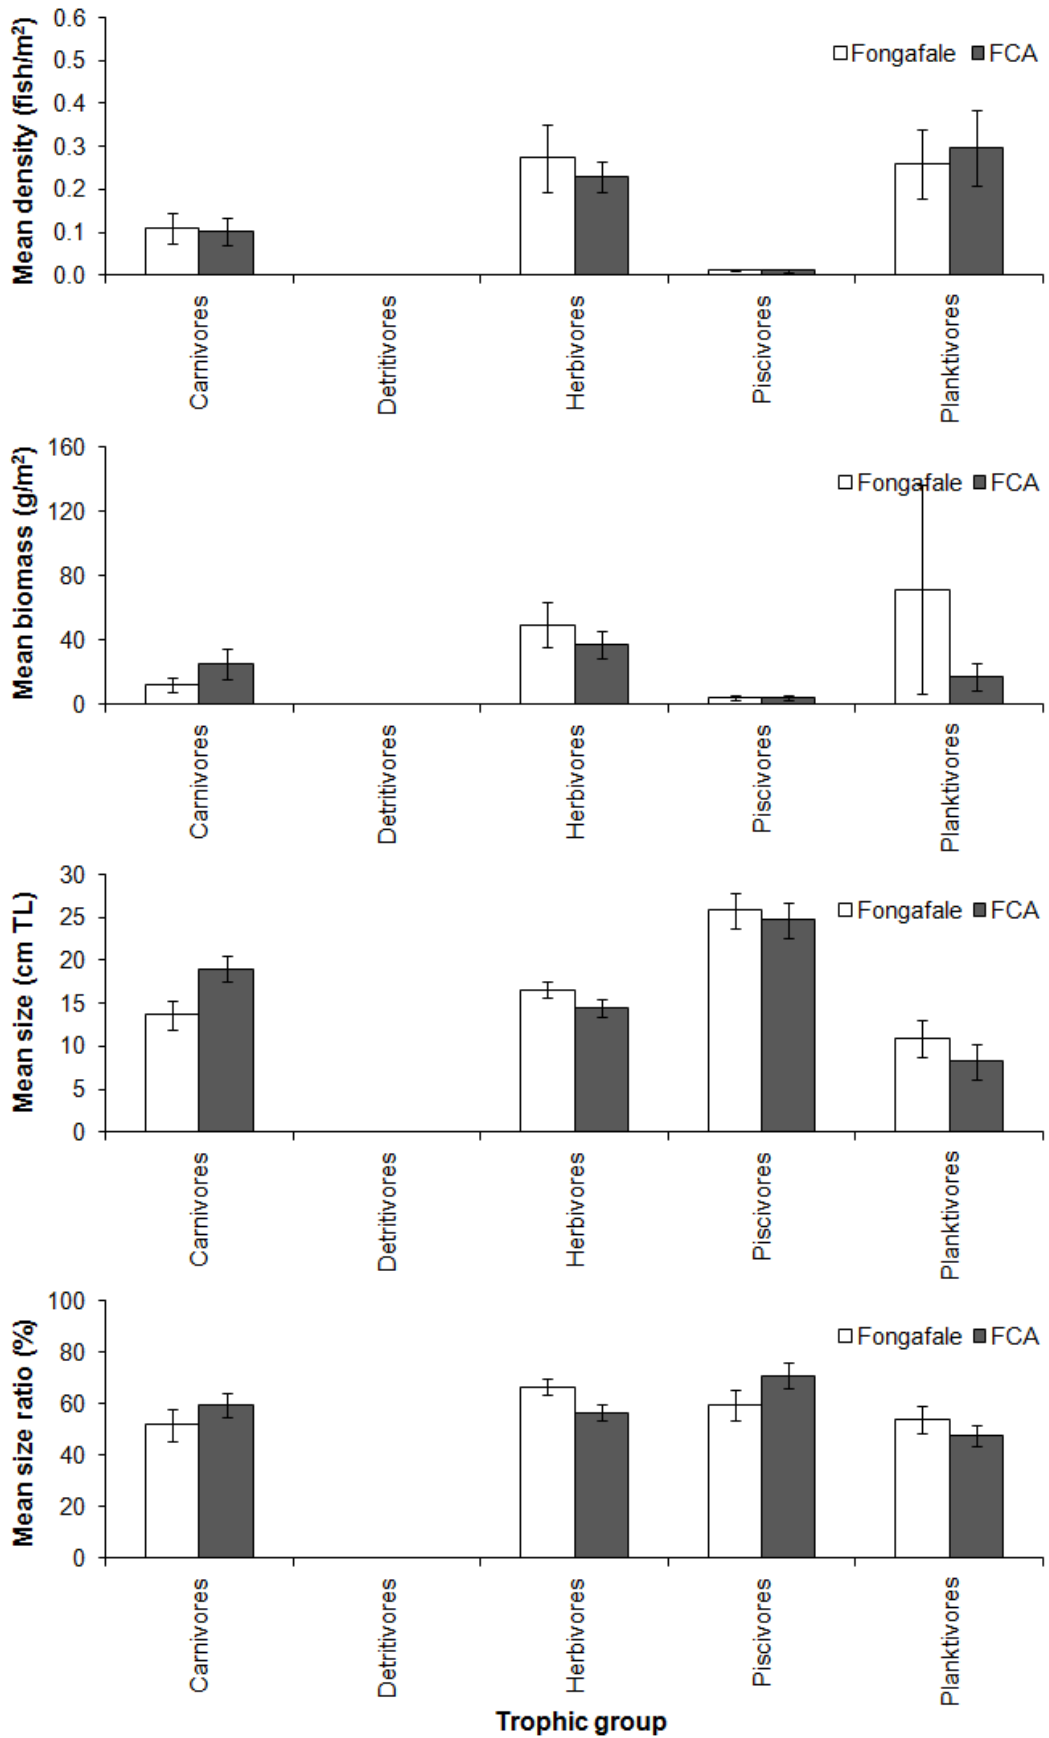 Mean density (fish/m²)
0.6
0.5
0.4
0.3
0.2
0.1
0.0
Fongafale FCA
Carnivores
Detritivores
Herbivores
Piscivores
Planktivores
Mean biomass (g/m²)
160
120
80
40
0
Fongafale FCA
Carnivores
Detritivores
Herbivores
Piscivores
Planktivores
Mean size (cm TL)
30
25
20
15
10
5
0
Fongafale FCA
Carnivores
Detritivores
Herbivores
Piscivores
Planktivores
Mean size ratio (%)
100
80
60
40
20
0
Fongafale FCA
Carnivores
Detritivores
Herbivores
Piscivores
Planktivores
Trophic group